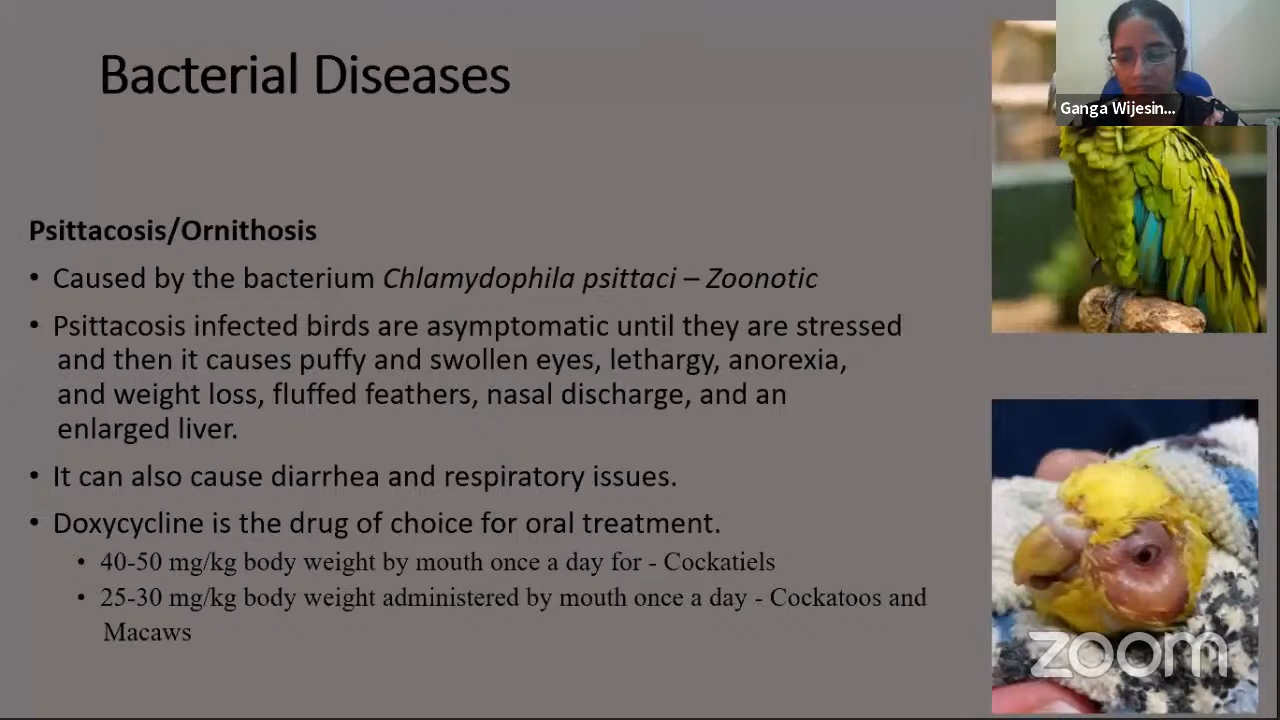 Bacterial Diseases
Ganga Wijesin...
Psittacosis/Ornithosis
• Caused by the bacterium Chlamydophila psittaci – Zoonotic
• Psittacosis infected birds are asymptomatic until they are stressed
and then it causes puffy and swollen eyes, lethargy, anorexia,
and weight loss, fluffed feathers, nasal discharge, and an
enlarged liver.
• It can also cause diarrhea and respiratory issues.
• Doxycycline is the drug of choice for oral treatment.
• 40-50 mg/kg body weight by mouth once a day for - Cockatiels
• 25-30 mg/kg body weight administered by mouth once a day - Cockatoos and
Macaws
zoom